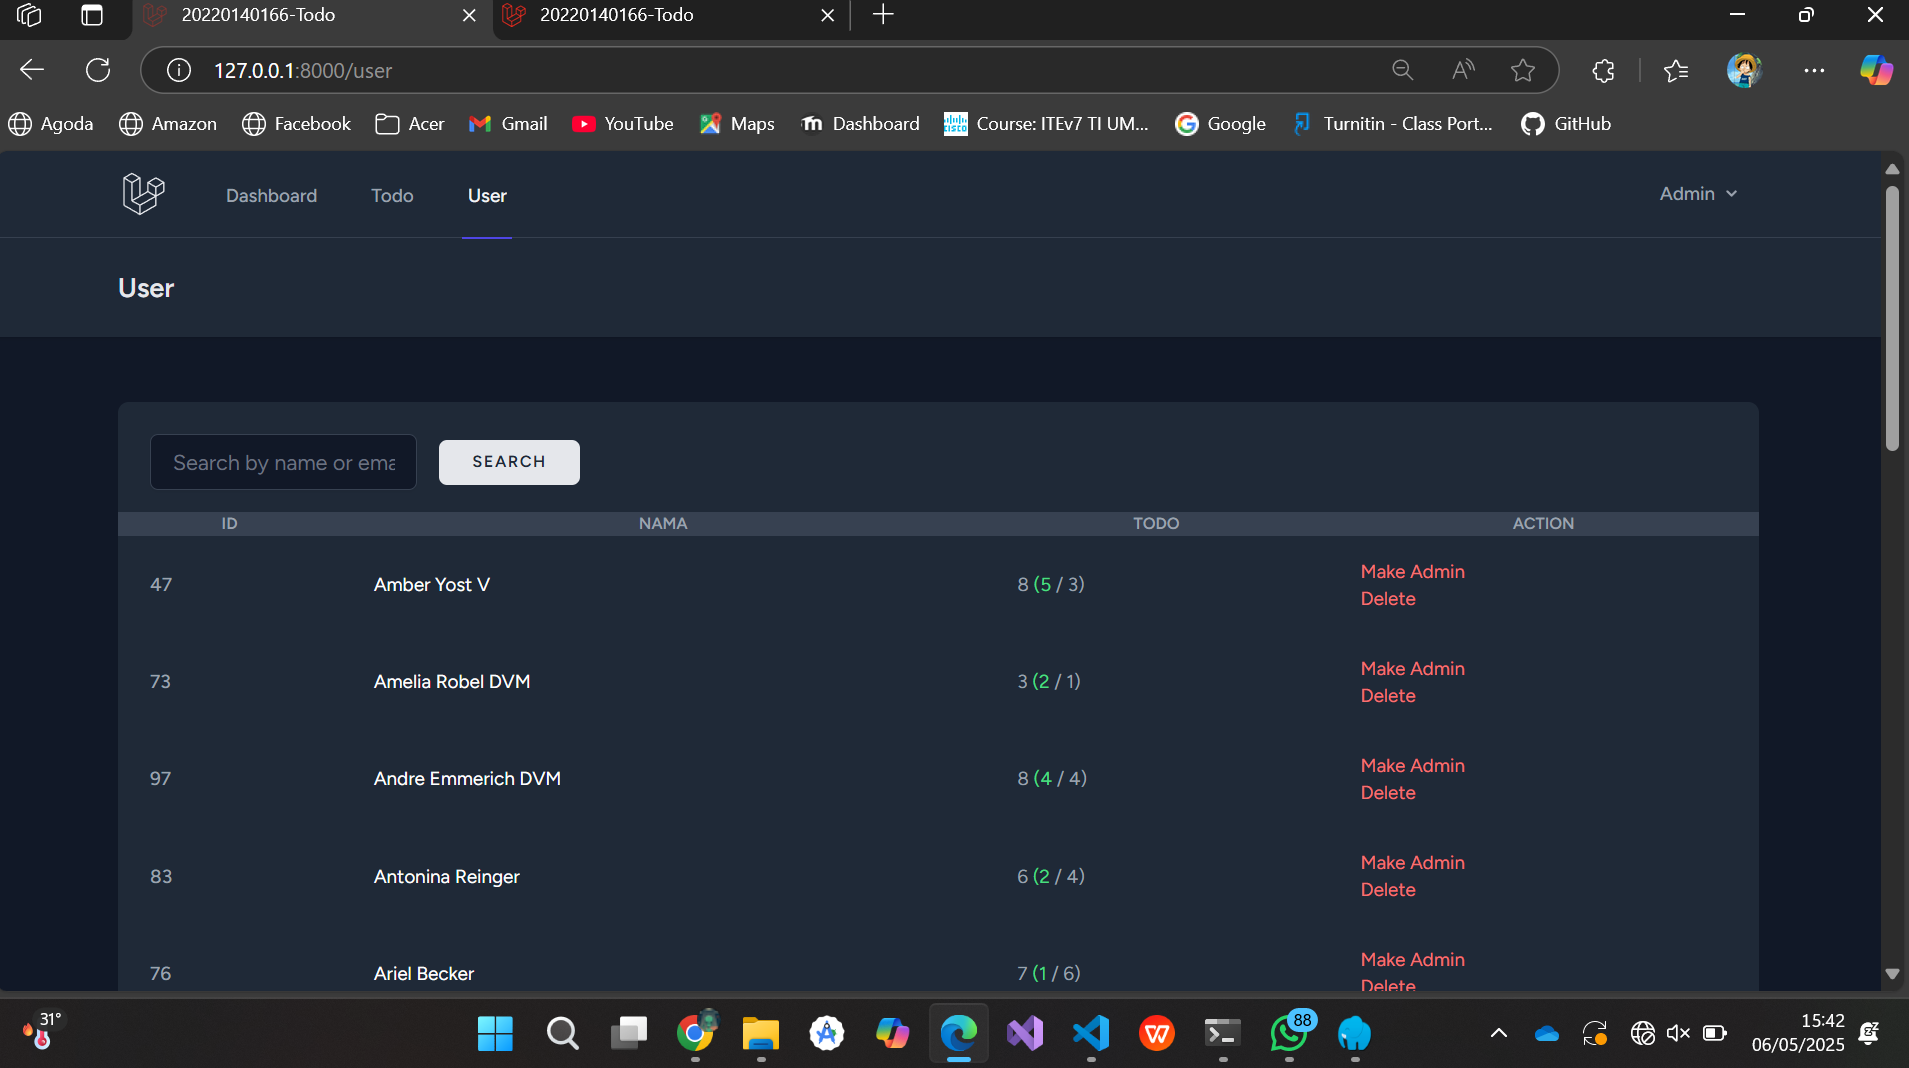 20220140166-Todo
20220140166-Todo
127.0.0.1:8000/user
Agoda
Amazon
Facebook
Acer
Gmail
YouTube
Maps
Dashboard
Course: ITEv7 TI UM...
Google
Turnitin - Class Port...
GitHub
Dashboard
Todo
User
Admin
User
Search by name or ema
SEARCH
ID NAMA TODO ACTION
47 Amber Yost V 8 (5 / 3) Make Admin
Delete
73 Amelia Robel DVM 3 (2 / 1) Make Admin
Delete
97 Andre Emmerich DVM 8 (4 / 4) Make Admin
Delete
83 Antonina Reinger 6 (2 / 4) Make Admin
Delete
76 Ariel Becker 7 (1 / 6) Make Admin
Delete
31°
88
15:42
06/05/2025